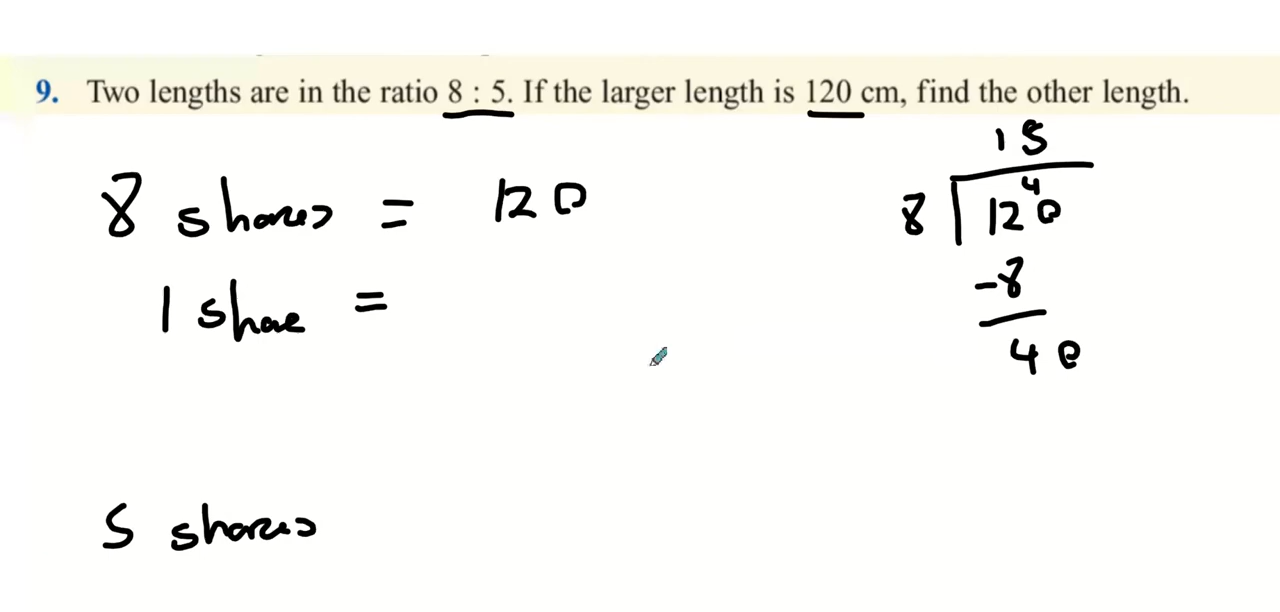 9. Two lengths are in the ratio 8 : 5. If the larger length is 120 cm, find the other length.
8 shares = 120
1 share =
5 shares
15
8 12⁴0
-8
40